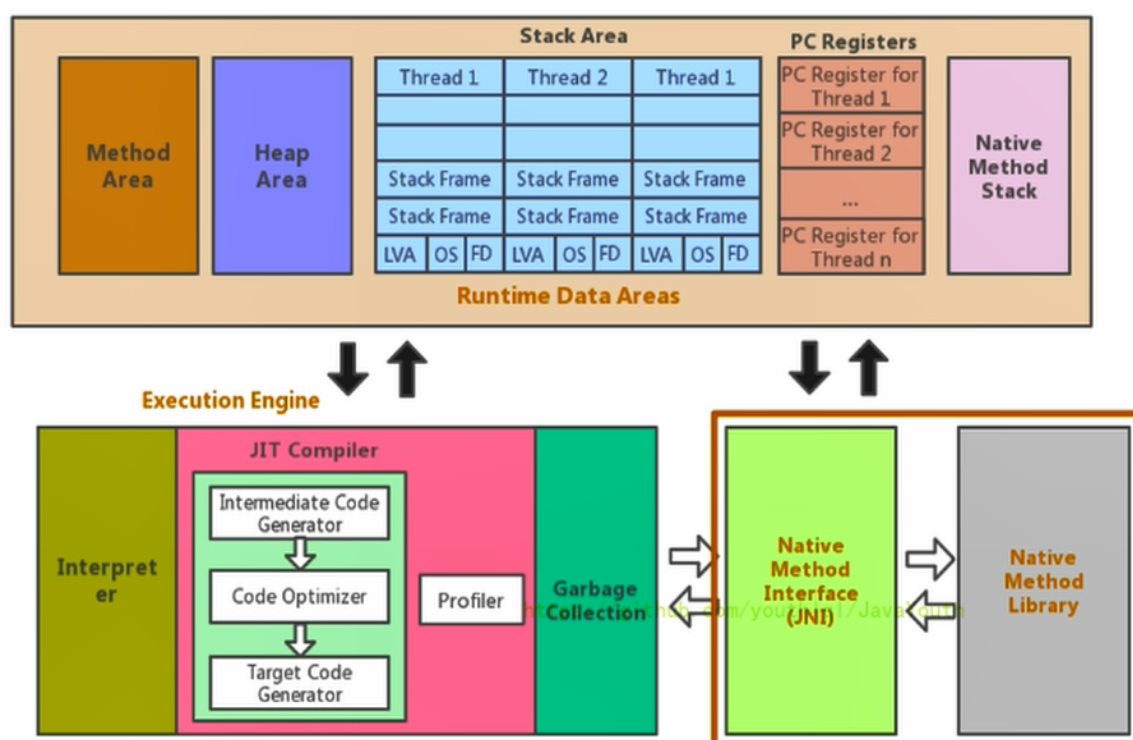 Stack Area
PC Registers
Method
Area
Heap
Area
Thread 1
Thread 2
Thread 1
Stack Frame
Stack Frame
Stack Frame
Stack Frame
Stack Frame
Stack Frame
LVA
OS
FD
LVA
OS
FD
LVA
OS
FD
PC Register for
Thread 1
PC Register for
Thread 2
...
PC Register for
Thread n
Native
Method
Stack
Runtime Data Areas
Execution Engine
Interpret
er
JIT Compiler
Intermediate Code
Generator
Code Optimizer
Target Code
Generator
Profiler
Garbage
Collection
Native
Method
Interface
(JNI)
Native
Method
Library